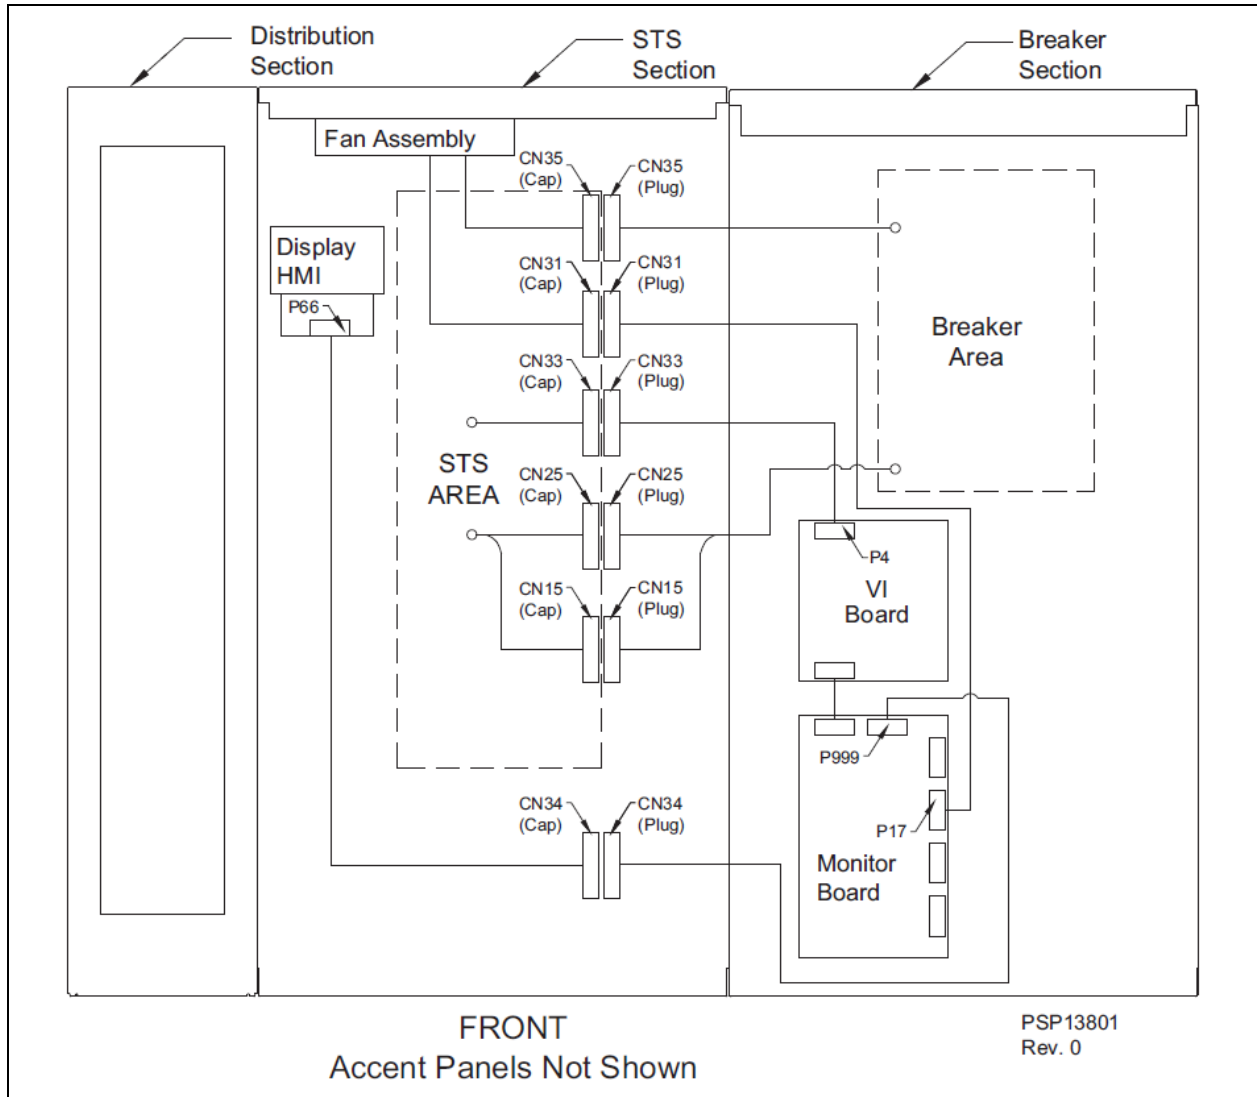 Distribution
Section
STS
Section
Breaker
Section
Fan Assembly
CN35
(Cap)
CN35
(Plug)
Display
HMI
P66
CN31
(Cap)
CN31
(Plug)
Breaker
Area
CN33
(Cap)
CN33
(Plug)
STS
AREA
CN25
(Cap)
CN25
(Plug)
P4
VI
Board
CN15
(Cap)
CN15
(Plug)
P999
P17
Monitor
Board
CN34
(Cap)
CN34
(Plug)
FRONT
Accent Panels Not Shown
PSP13801
Rev. 0